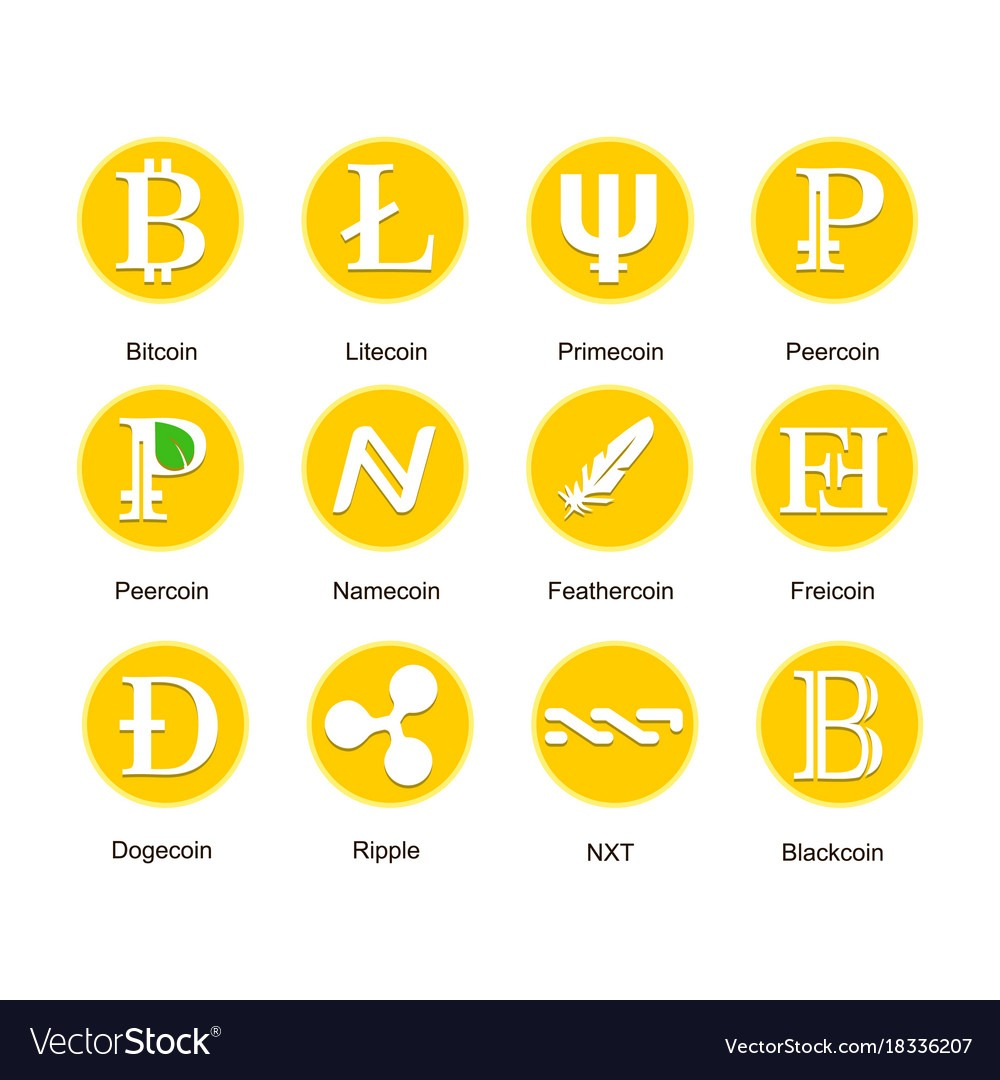 Bitcoin Litecoin Primecoin Peercoin
Peercoin Namecoin Feathercoin Freicoin
Dogecoin Ripple NXT Blackcoin
VectorStock® VectorStock.com/18336207